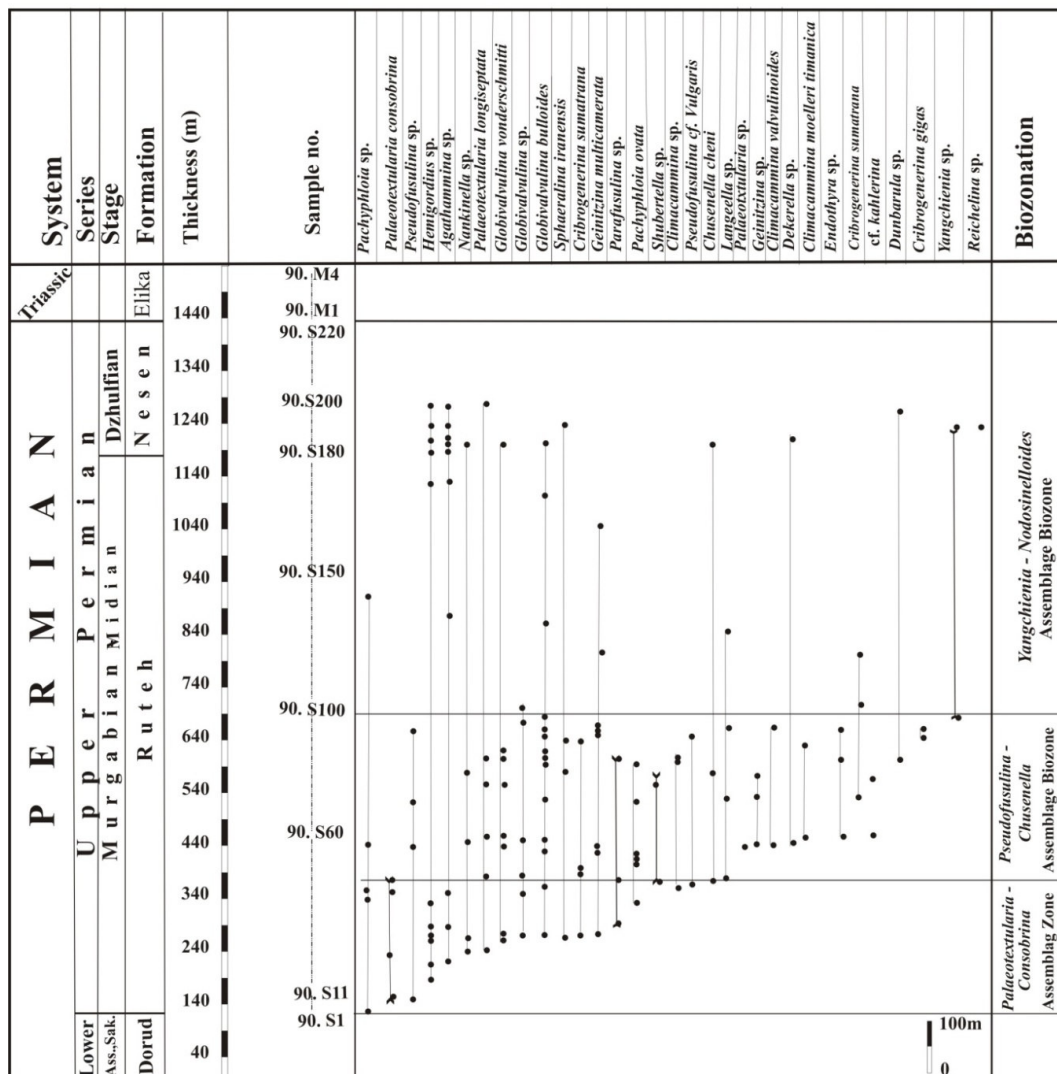 System
Series
Stage
Formation
Thickness (m)
Sample no.
Pachyphloia sp.
Palaeotextularia consobrina
Pseudofusulina sp.
Hemigordius sp.
Agathammina sp.
Nankinella sp.
Palaeotextularia longiseptata
Globivalvulina vonderschmitti
Globivalvulina sp.
Globivalvulina bulloides
Sphaerulina iranensis
Cribrogenerina sumatrana
Geinitzina multicamerata
Parafusulina sp.
Pachyphloia ovata
Shubertella sp.
Climacammina sp.
Pseudofusulina cf. Vulgaris
Chusenella cheni
Langella sp.
Palaeotxtularia sp.
Geinitzina sp.
Climacammina valvulinoides
Dekerella sp.
Climacammina moelleri timanica
Endothyra sp.
Cribrogenerina sumatrana
cf. kahlerina
Dunbarula sp.
Cribrogenerina gigas
Yangchienia sp.
Reichelina sp.
Biozonation
Triassic
Elika
90. M4
90. M1
1440
PERMIAN
Upper Permian
Dzhulfian
Nesen
90. S220
1340
90.S200
1240
90. S180
1140
1040
Midian
90. S150
940
840
740
Yangchienia - Nodosinelloides
Assemblage Biozone
Murgabian
Ruteh
90. S100
640
540
90. S60
440
Pseudofusulina -
Chusenella
Assemblage Biozone
340
240
90. S11
140
Palaeotextularia -
Consobrina
Assemblag Zone
90. S1
Lower
Ass.,Sak.
Dorud
40
100m
0